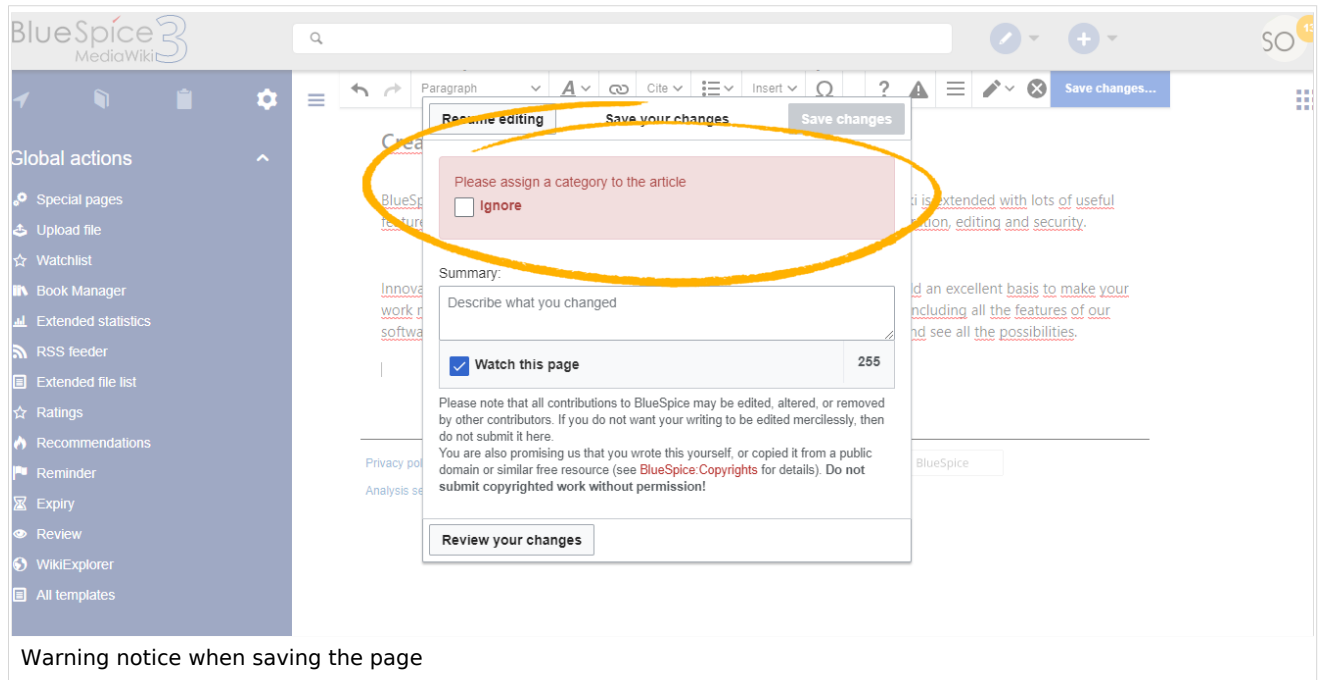 BlueSpice 3
MediaWiki
SO
Paragraph
A
Cite
Insert
Ω
?
Save changes...
Resume editing
Save your changes
Save changes
Global actions
Special pages
Upload file
Watchlist
Book Manager
Extended statistics
RSS feeder
Extended file list
Ratings
Recommendations
Reminder
Expiry
Review
WikiExplorer
All templates
Crea
Please assign a category to the article
Ignore
BlueSp
is extended with lots of useful
feature
editing and security.
Summary:
Describe what you changed
Innova
an excellent basis to make your
work
including all the features of our
softwa
nd see all the possibilities.
Watch this page
255
Please note that all contributions to BlueSpice may be edited, altered, or removed
by other contributors. If you do not want your writing to be edited mercilessly, then
do not submit it here.
You are also promising us that you wrote this yourself, or copied it from a public
domain or similar free resource (see BlueSpice:Copyrights for details). Do not
submit copyrighted work without permission!
Privacy pol
BlueSpice
Analysis se
Review your changes
Warning notice when saving the page